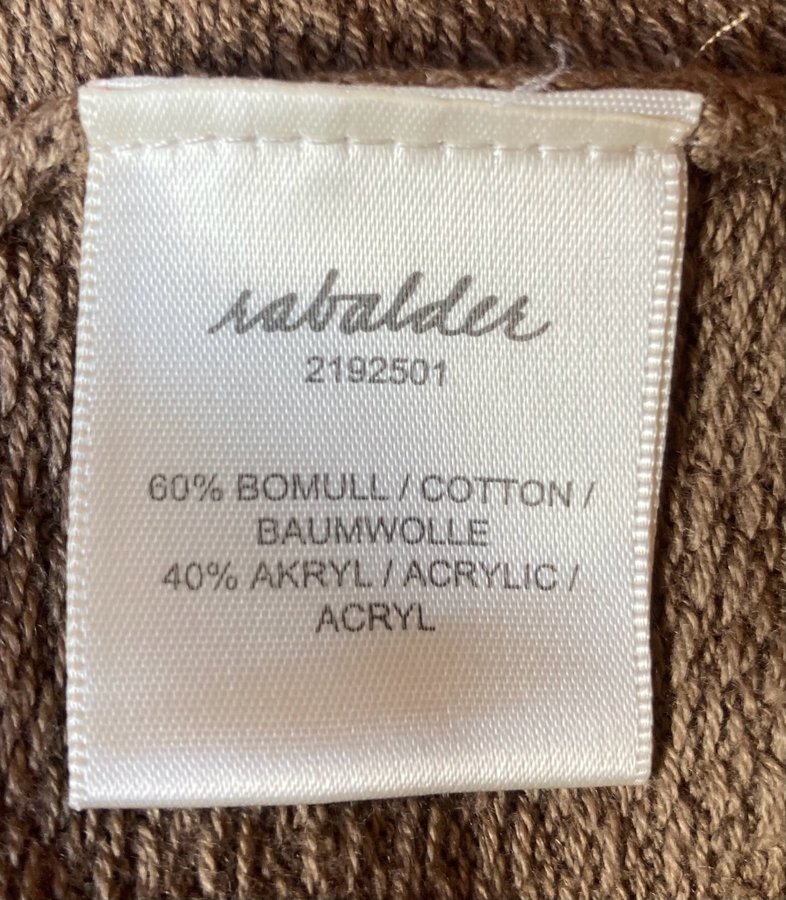 rabalder
2192501
60% BOMULL / COTTON /
BAUMWOLLE
40% AKRYL / ACRYLIC /
ACRYL